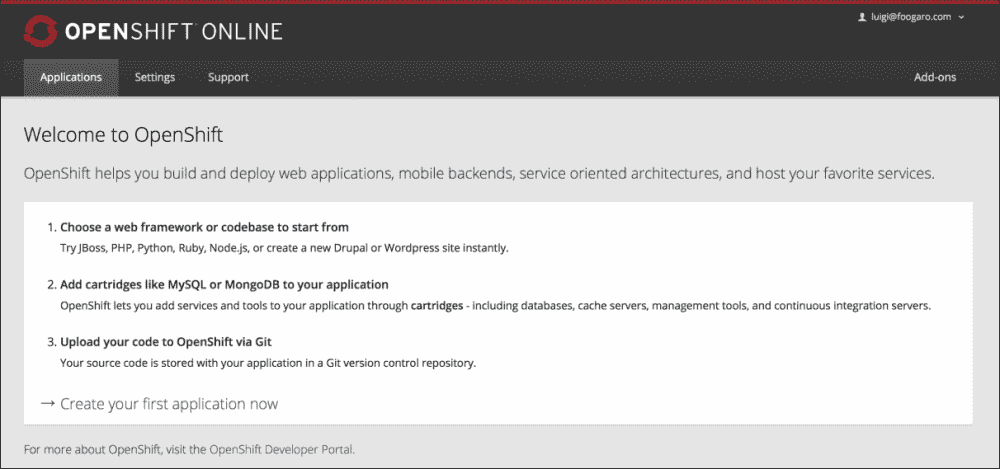 OPENSHIFT ONLINE
luigi@foogaro.com
Applications Settings Support Add-ons
Welcome to OpenShift
OpenShift helps you build and deploy web applications, mobile backends, service oriented architectures, and host your favorite services.
1. Choose a web framework or codebase to start from
Try JBoss, PHP, Python, Ruby, Node.js, or create a new Drupal or Wordpress site instantly.
2. Add cartridges like MySQL or MongoDB to your application
OpenShift lets you add services and tools to your application through cartridges - including databases, cache servers, management tools, and continuous integration servers.
3. Upload your code to OpenShift via Git
Your source code is stored with your application in a Git version control repository.
→ Create your first application now
For more about OpenShift, visit the OpenShift Developer Portal.